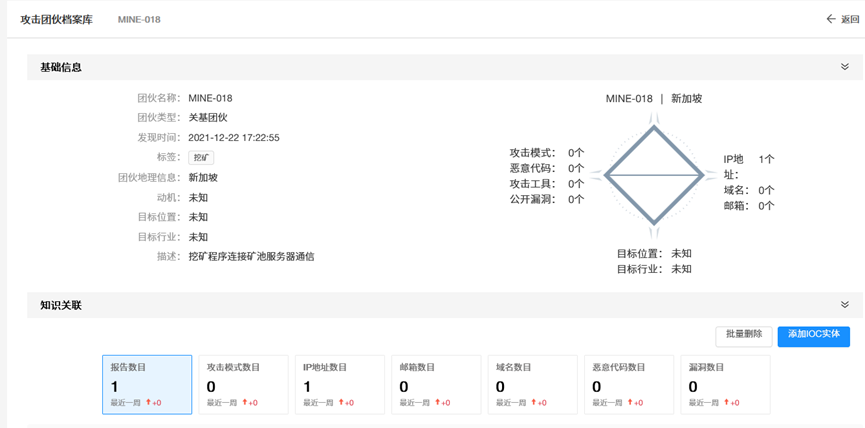 攻击团伙档案库 MINE-018 ← 返回
基础信息
团伙名称： MINE-018
团伙类型： 关基团伙
发现时间： 2021-12-22 17:22:55
标签： 挖矿
团伙地理信息： 新加坡
动机： 未知
目标位置： 未知
目标行业： 未知
描述： 挖矿程序连接矿池服务器通信
MINE-018 | 新加坡
攻击模式： 0个
恶意代码： 0个
攻击工具： 0个
公开漏洞： 0个
IP地 1个
址：
域名： 0个
邮箱： 0个
目标位置： 未知
目标行业： 未知
知识关联
批量删除 添加IOC实体
报告数目 攻击模式数目 IP地址数目 邮箱数目 域名数目 恶意代码数目 漏洞数目
1 0 1 0 0 0 0
最近一周 ↑+0 最近一周 ↑+0 最近一周 ↑+0 最近一周 ↑+0 最近一周 ↑+0 最近一周 ↑+0 最近一周 ↑+0